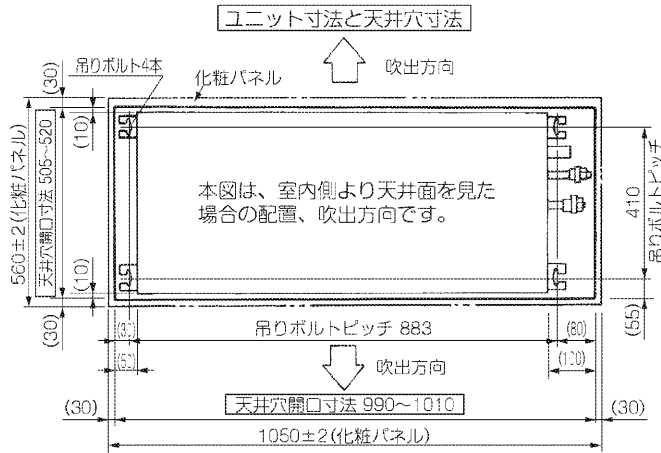 ユニット寸法と天井穴寸法
吊りボルト4本
化粧パネル
吹出方向
(30)
(10)
560±2(化粧パネル)
天井穴開口寸法 505~520
(10)
(30)
本図は、室内側より天井面を見た
場合の配置、吹出方向です。
410
吊りボルトピッチ
(55)
吊りボルトピッチ 883
(80)
(100)
吹出方向
(30)
天井穴開口寸法 990~1010
(30)
1050±2(化粧パネル)